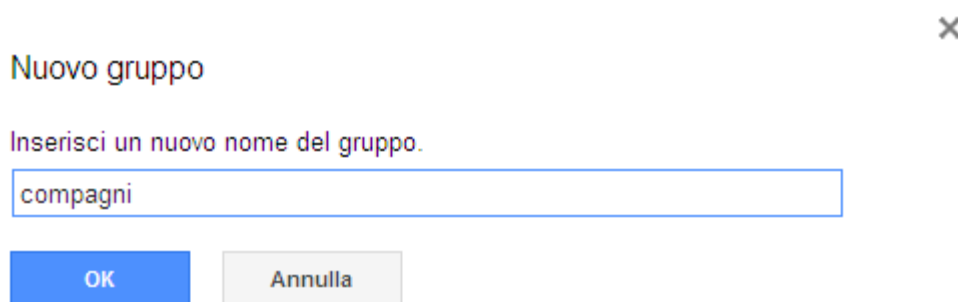 Nuovo gruppo
Inserisci un nuovo nome del gruppo.
compagni
OK Annulla